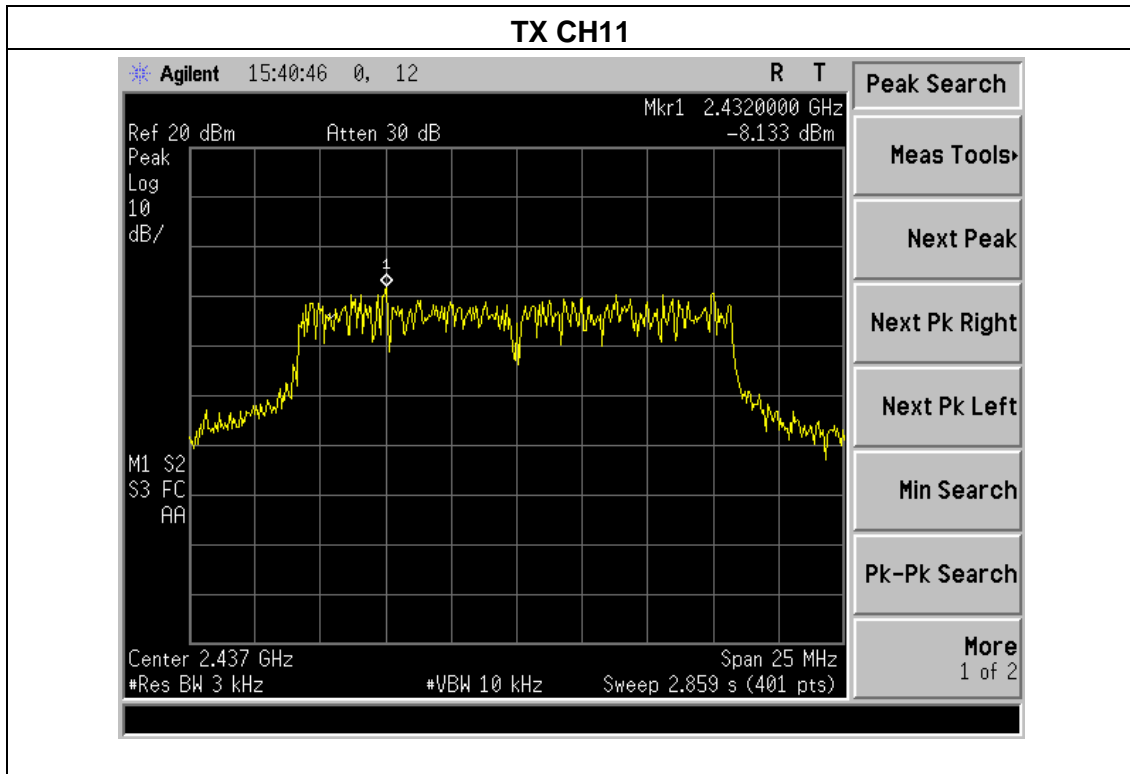 TX CH11
Agilent 15:40:46 0, 12 R T
Mkr1 2.4320000 GHz
Ref 20 dBm Atten 30 dB -8.133 dBm
Peak
Log
10
dB/
1
M1 S2
S3 FC
AA
Center 2.437 GHz Span 25 MHz
#Res BW 3 kHz #VBW 10 kHz Sweep 2.859 s (401 pts)
Peak Search
Meas Tools▸
Next Peak
Next Pk Right
Next Pk Left
Min Search
Pk-Pk Search
More
1 of 2